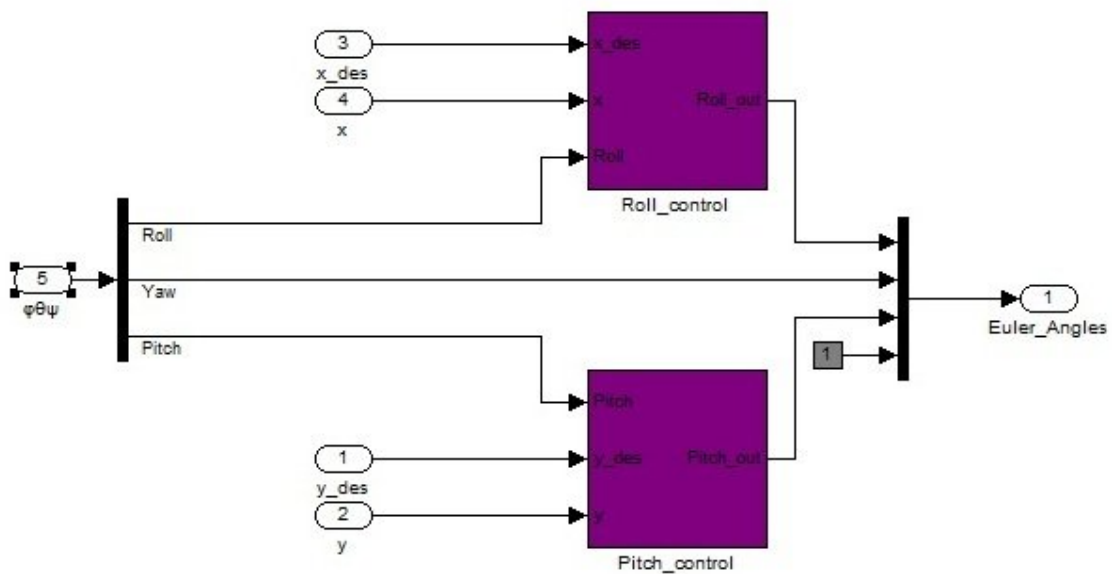 3
x_des
4
x
x_des
x
Roll
Roll_out
Roll_control
Roll
5
φθψ
Yaw
Pitch
1
1
Euler_Angles
Pitch
y_des
y
Pitch_out
Pitch_control
1
y_des
2
y